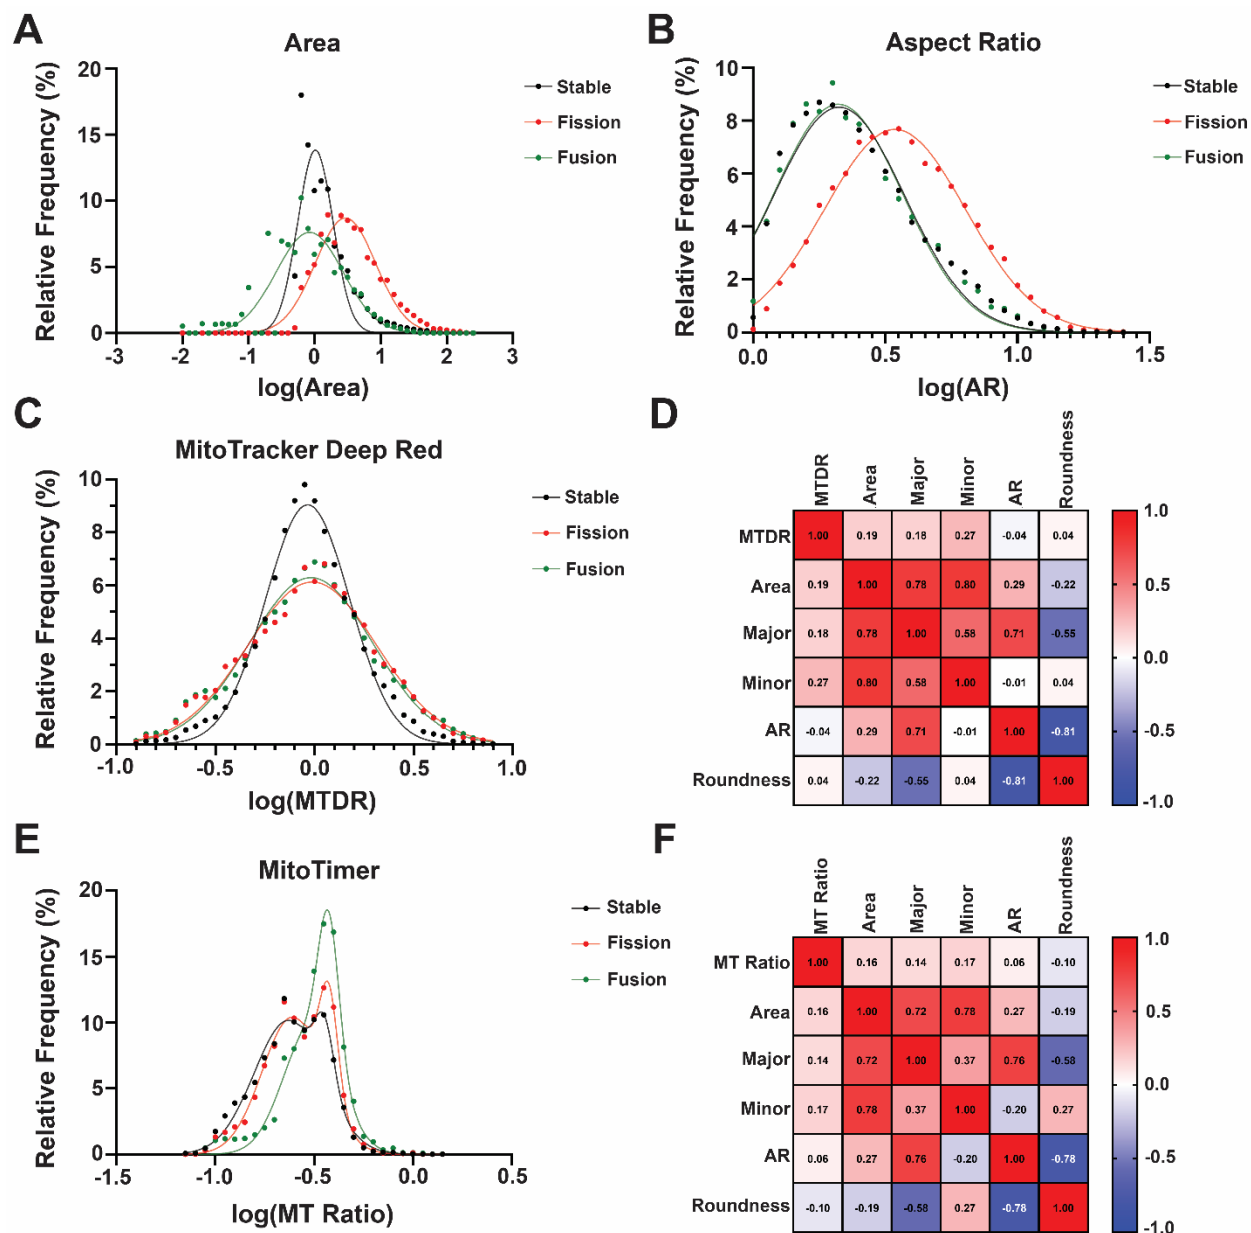 A
Area
Relative Frequency (%)
20
15
10
5
0
-3
-2
-1
0
1
2
3
log(Area)
Stable
Fission
Fusion
B
Aspect Ratio
Relative Frequency (%)
10
8
6
4
2
0
0.0
0.5
1.0
1.5
log(AR)
Stable
Fission
Fusion
C
MitoTracker Deep Red
Relative Frequency (%)
10
8
6
4
2
0
-1.0
-0.5
0.0
0.5
1.0
log(MTDR)
Stable
Fission
Fusion
D
MTDR Area Major Minor AR Roundness
MTDR 1.00 0.19 0.18 0.27 -0.04 0.04
Area 0.19 1.00 0.78 0.80 0.29 -0.22
Major 0.18 0.78 1.00 0.58 0.71 -0.55
Minor 0.27 0.80 0.58 1.00 -0.01 0.04
AR -0.04 0.29 0.71 -0.01 1.00 -0.81
Roundness 0.04 -0.22 -0.55 0.04 -0.81 1.00
1.0
0.5
0.0
-0.5
-1.0
E
MitoTimer
Relative Frequency (%)
20
15
10
5
0
-1.5
-1.0
-0.5
0.0
0.5
log(MT Ratio)
Stable
Fission
Fusion
F
MT Ratio Area Major Minor AR Roundness
MT Ratio 1.00 0.16 0.14 0.17 0.06 -0.10
Area 0.16 1.00 0.72 0.78 0.27 -0.19
Major 0.14 0.72 1.00 0.37 0.76 -0.58
Minor 0.17 0.78 0.37 1.00 -0.20 0.27
AR 0.06 0.27 0.76 -0.20 1.00 -0.78
Roundness -0.10 -0.19 -0.58 0.27 -0.78 1.00
1.0
0.5
0.0
-0.5
-1.0